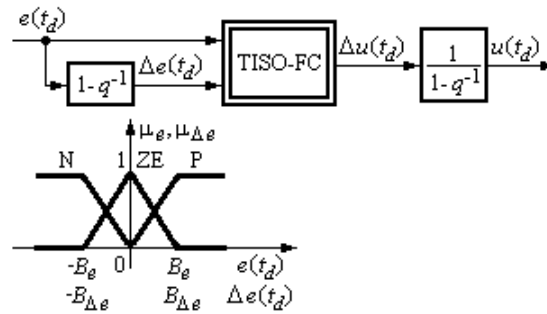 e(t_d)
1-q⁻¹
Δe(t_d)
TISO-FC
Δu(t_d)
1
1-q⁻¹
u(t_d)
μ_e, μ_Δe
N 1 ZE P
-B_e 0 B_e e(t_d)
-B_Δe B_Δe Δe(t_d)